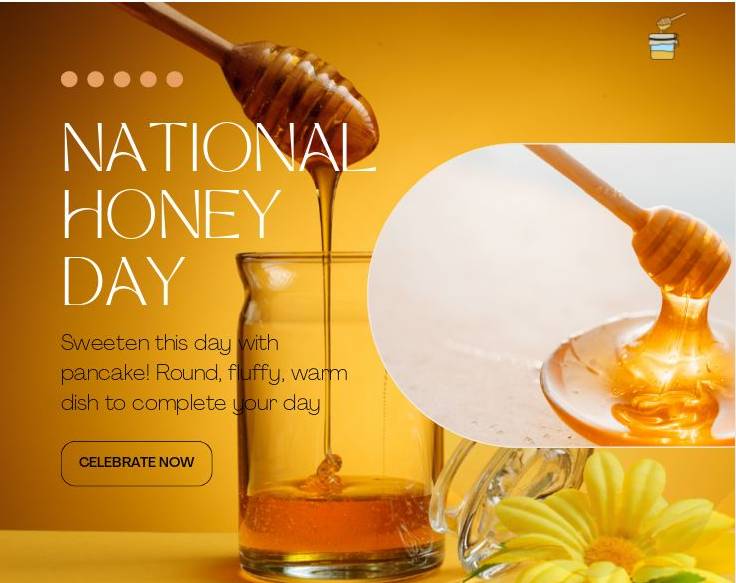 NATIONAL
HONEY
DAY
Sweeten this day with
pancake! Round, fluffy, warm
dish to complete your day
CELEBRATE NOW